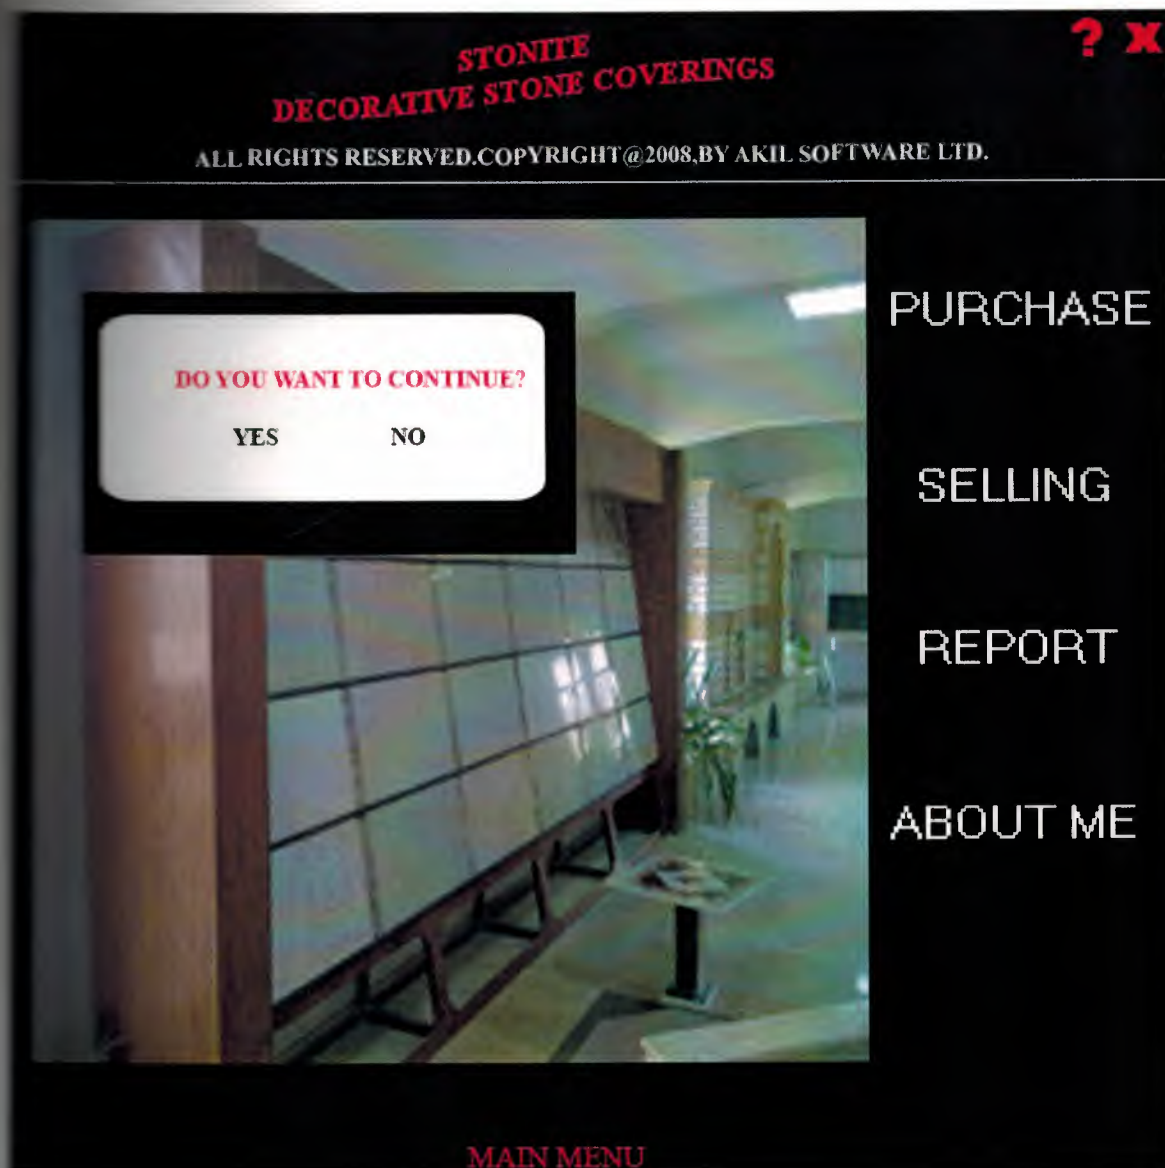 STONITE
DECORATIVE STONE COVERINGS
? X
ALL RIGHTS RESERVED.COPYRIGHT@2008,BY AKIL SOFTWARE LTD.
DO YOU WANT TO CONTINUE?
YES NO
PURCHASE
SELLING
REPORT
ABOUT ME
MAIN MENU